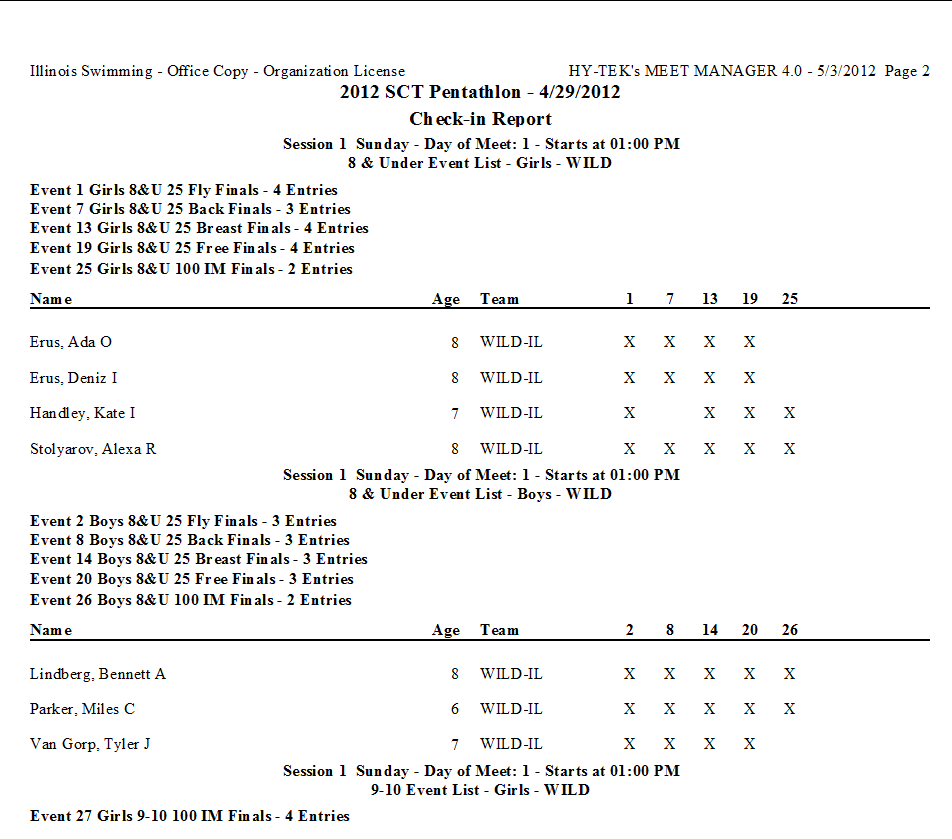 Illinois Swimming - Office Copy - Organization License HY-TEK's MEET MANAGER 4.0 - 5/3/2012 Page 2
2012 SCT Pentathlon - 4/29/2012
Check-in Report
Session 1 Sunday - Day of Meet: 1 - Starts at 01:00 PM
8 & Under Event List - Girls - WILD
Event 1 Girls 8&U 25 Fly Finals - 4 Entries
Event 7 Girls 8&U 25 Back Finals - 3 Entries
Event 13 Girls 8&U 25 Breast Finals - 4 Entries
Event 19 Girls 8&U 25 Free Finals - 4 Entries
Event 25 Girls 8&U 100 IM Finals - 2 Entries
Name Age Team 1 7 13 19 25
Erus, Ada O 8 WILD-IL X X X X
Erus, Deniz I 8 WILD-IL X X X X
Handley, Kate I 7 WILD-IL X X X X
Stolyarov, Alexa R 8 WILD-IL X X X X X
Session 1 Sunday - Day of Meet: 1 - Starts at 01:00 PM
8 & Under Event List - Boys - WILD
Event 2 Boys 8&U 25 Fly Finals - 3 Entries
Event 8 Boys 8&U 25 Back Finals - 3 Entries
Event 14 Boys 8&U 25 Breast Finals - 3 Entries
Event 20 Boys 8&U 25 Free Finals - 3 Entries
Event 26 Boys 8&U 100 IM Finals - 2 Entries
Name Age Team 2 8 14 20 26
Lindberg, Bennett A 8 WILD-IL X X X X X
Parker, Miles C 6 WILD-IL X X X X X
Van Gorp, Tyler J 7 WILD-IL X X X X
Session 1 Sunday - Day of Meet: 1 - Starts at 01:00 PM
9-10 Event List - Girls - WILD
Event 27 Girls 9-10 100 IM Finals - 4 Entries